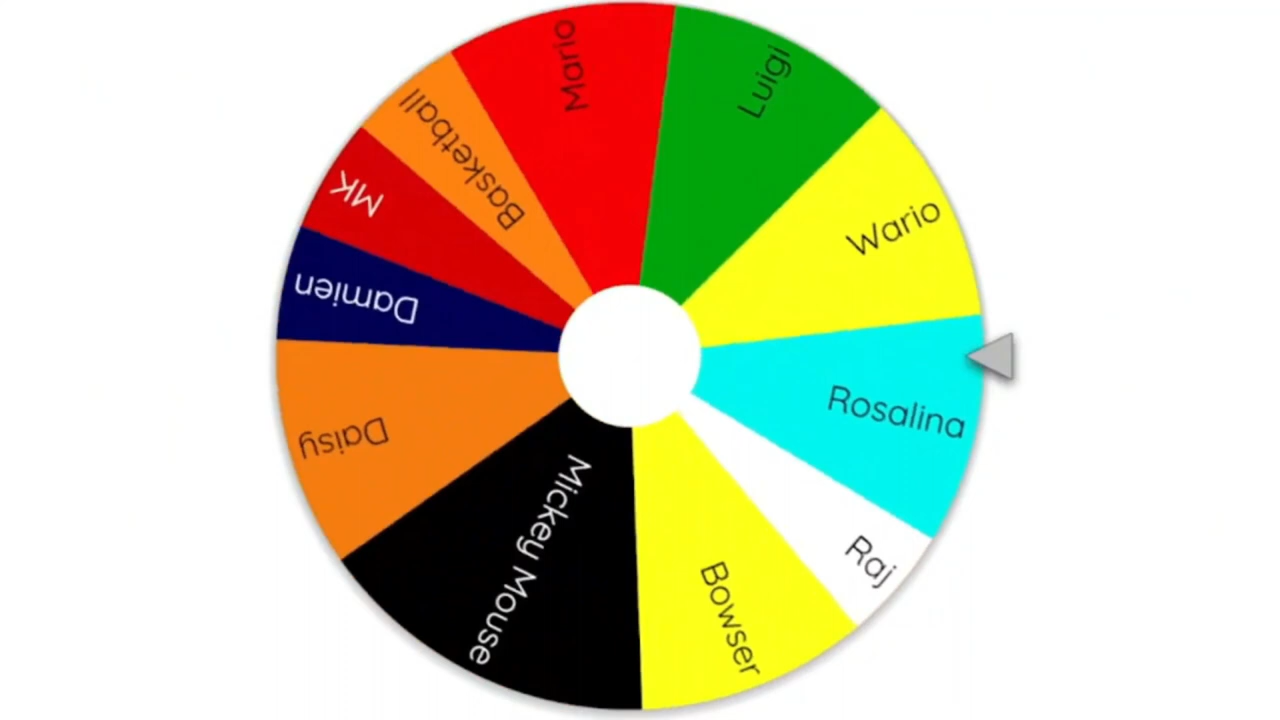 Mario
Luigi
Wario
Rosalina
Raj
Bowser
Mickey Mouse
Daisy
Damien
MK
Basketball